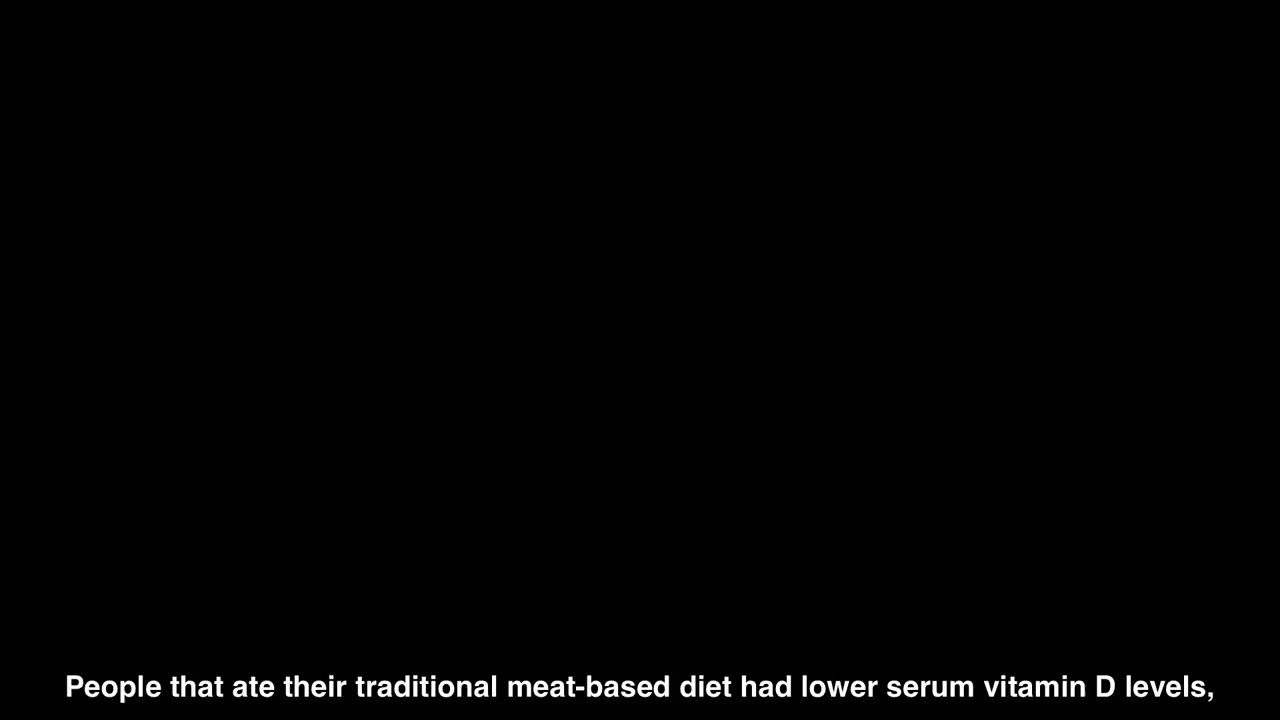 People that ate their traditional meat-based diet had lower serum vitamin D levels,